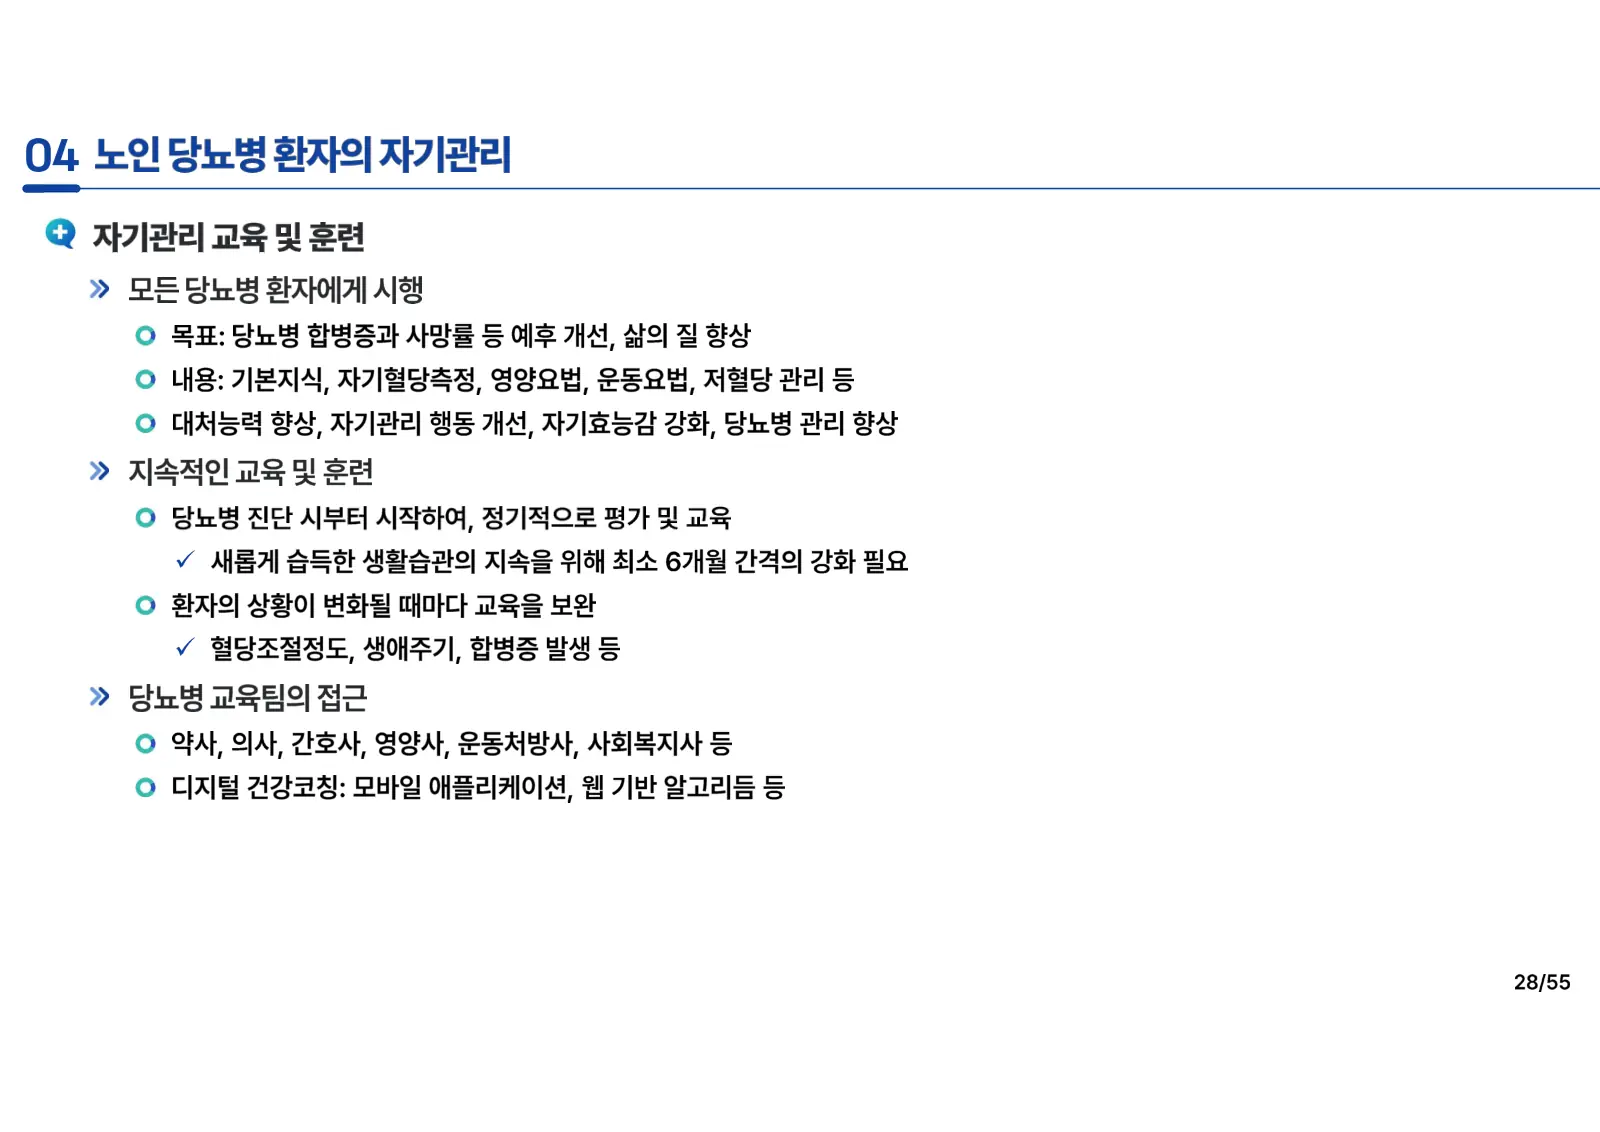 04 노인 당뇨병 환자의 자기관리
자기관리 교육 및 훈련
모든 당뇨병 환자에게 시행
목표: 당뇨병 합병증과 사망률 등 예후 개선, 삶의 질 향상
내용: 기본지식, 자기혈당측정, 영양요법, 운동요법, 저혈당 관리 등
대처능력 향상, 자기관리 행동 개선, 자기효능감 강화, 당뇨병 관리 향상
지속적인 교육 및 훈련
당뇨병 진단 시부터 시작하여, 정기적으로 평가 및 교육
새롭게 습득한 생활습관의 지속을 위해 최소 6개월 간격의 강화 필요
환자의 상황이 변화될 때마다 교육을 보완
혈당조절정도, 생애주기, 합병증 발생 등
당뇨병 교육팀의 접근
약사, 의사, 간호사, 영양사, 운동처방사, 사회복지사 등
디지털 건강코칭: 모바일 애플리케이션, 웹 기반 알고리듬 등
28/55